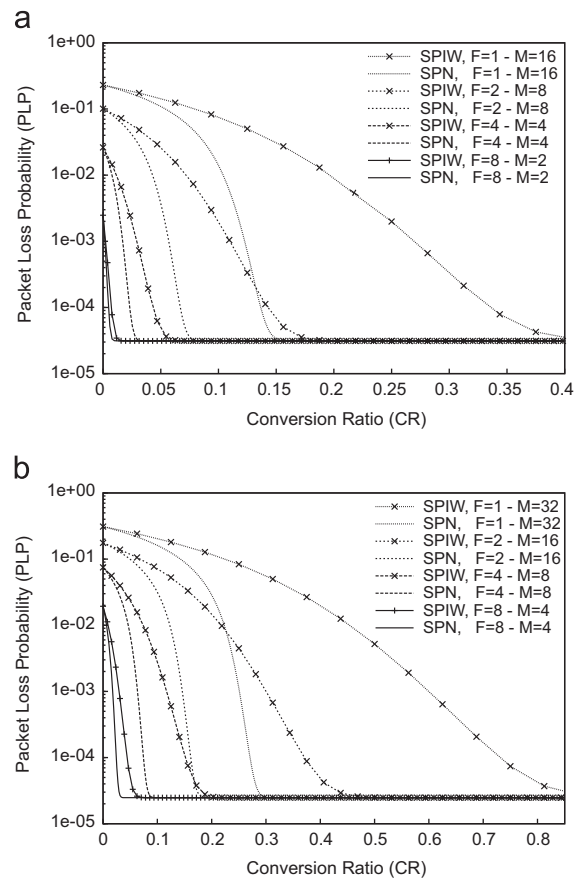 a
1e+00
1e-01
1e-02
1e-03
1e-04
1e-05
Packet Loss Probability (PLP)
SPIW, F=1 - M=16
SPN, F=1 - M=16
SPIW, F=2 - M=8
SPN, F=2 - M=8
SPIW, F=4 - M=4
SPN, F=4 - M=4
SPIW, F=8 - M=2
SPN, F=8 - M=2
0 0.05 0.1 0.15 0.2 0.25 0.3 0.35 0.4
Conversion Ratio (CR)
b
1e+00
1e-01
1e-02
1e-03
1e-04
1e-05
Packet Loss Probability (PLP)
SPIW, F=1 - M=32
SPN, F=1 - M=32
SPIW, F=2 - M=16
SPN, F=2 - M=16
SPIW, F=4 - M=8
SPN, F=4 - M=8
SPIW, F=8 - M=4
SPN, F=8 - M=4
0 0.1 0.2 0.3 0.4 0.5 0.6 0.7 0.8
Conversion Ratio (CR)